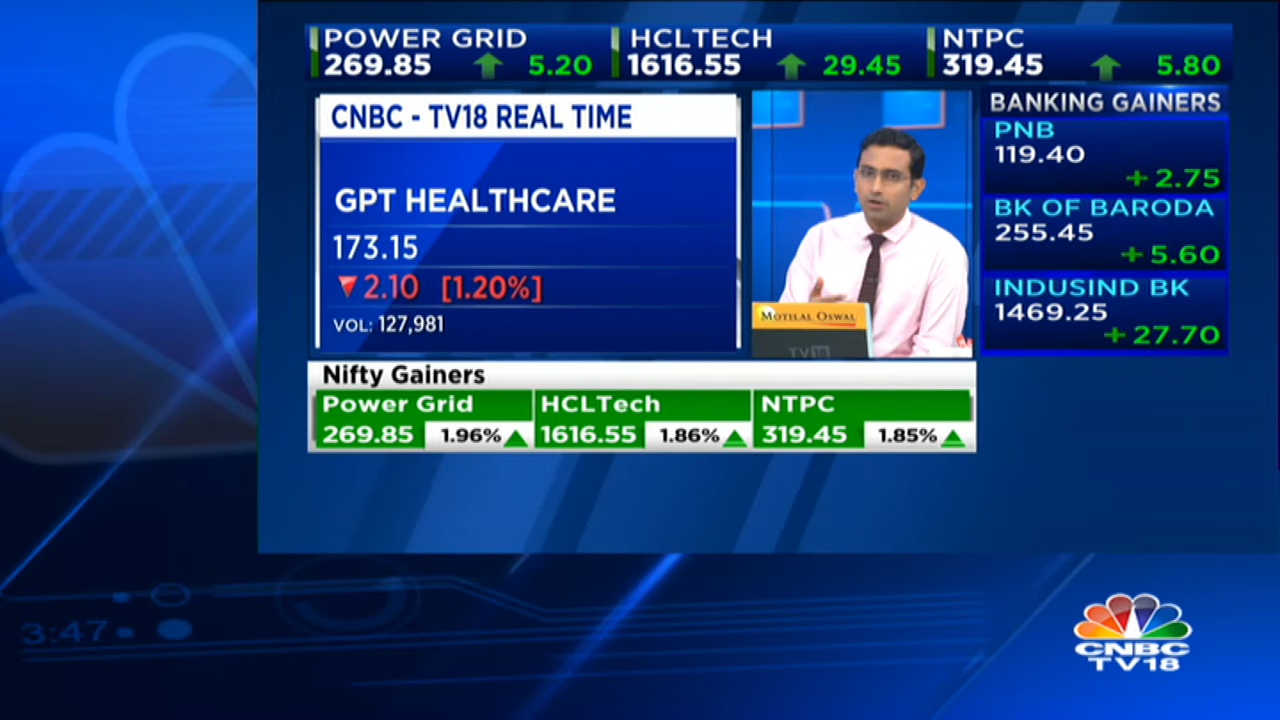 POWER GRID
269.85 5.20
HCLTECH
1616.55 29.45
NTPC
319.45 5.80
CNBC - TV18 REAL TIME
GPT HEALTHCARE
173.15
2.10 [1.20%]
VOL: 127,981
MOTILAL OSWAL
TV18
BANKING GAINERS
PNB
119.40
+2.75
BK OF BARODA
255.45
+5.60
INDUSIND BK
1469.25
+27.70
Nifty Gainers
Power Grid
269.85 1.96%
HCLTech
1616.55 1.86%
NTPC
319.45 1.85%
3:47
CNBC
TV18